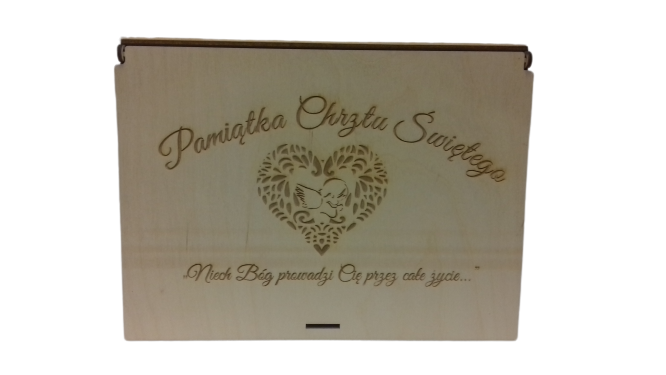 Pamiątka Chrztu Świętego
"Niech Bóg prowadzi Cię przez całe życie..."